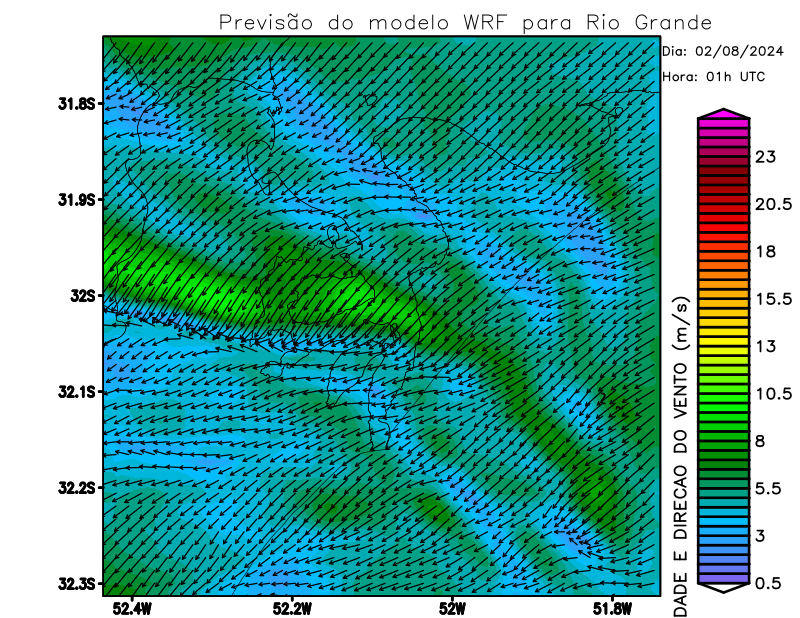 Previsão do modelo WRF para Rio Grande
Dia: 02/08/2024
Hora: 01h UTC
31.8S
31.9S
32S
32.1S
32.2S
32.3S
52.4W
52.2W
52W
51.8W
23
20.5
18
15.5
13
10.5
8
5.5
3
0.5
DADE E DIRECAO DO VENTO (m/s)